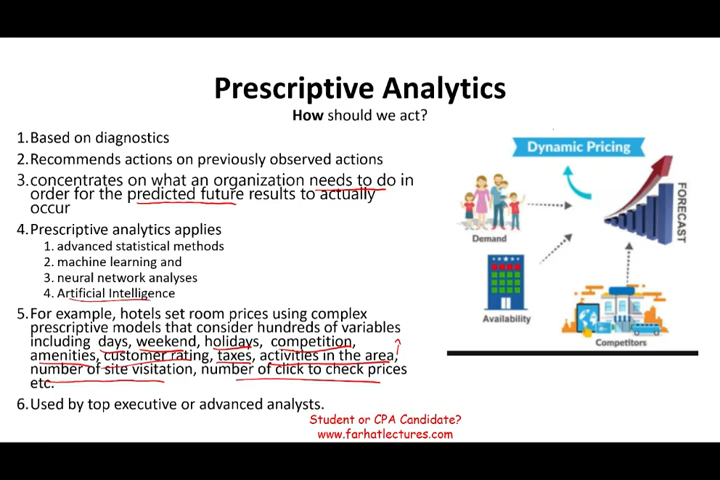 Prescriptive Analytics
How should we act?
1. Based on diagnostics
2. Recommends actions on previously observed actions
3. concentrates on what an organization needs to do in
order for the predicted future results to actually
occur
4. Prescriptive analytics applies
1. advanced statistical methods
2. machine learning and
3. neural network analyses
4. Artificial Intelligence
5. For example, hotels set room prices using complex
prescriptive models that consider hundreds of variables
including days, weekend, holidays, competition,
amenities, customer rating, taxes, activities in the area,
number of site visitation, number of click to check prices
etc.
6. Used by top executive or advanced analysts.
Dynamic Pricing
Demand
FORECAST
Availability
Competitors
Student or CPA Candidate?
www.farhatlectures.com